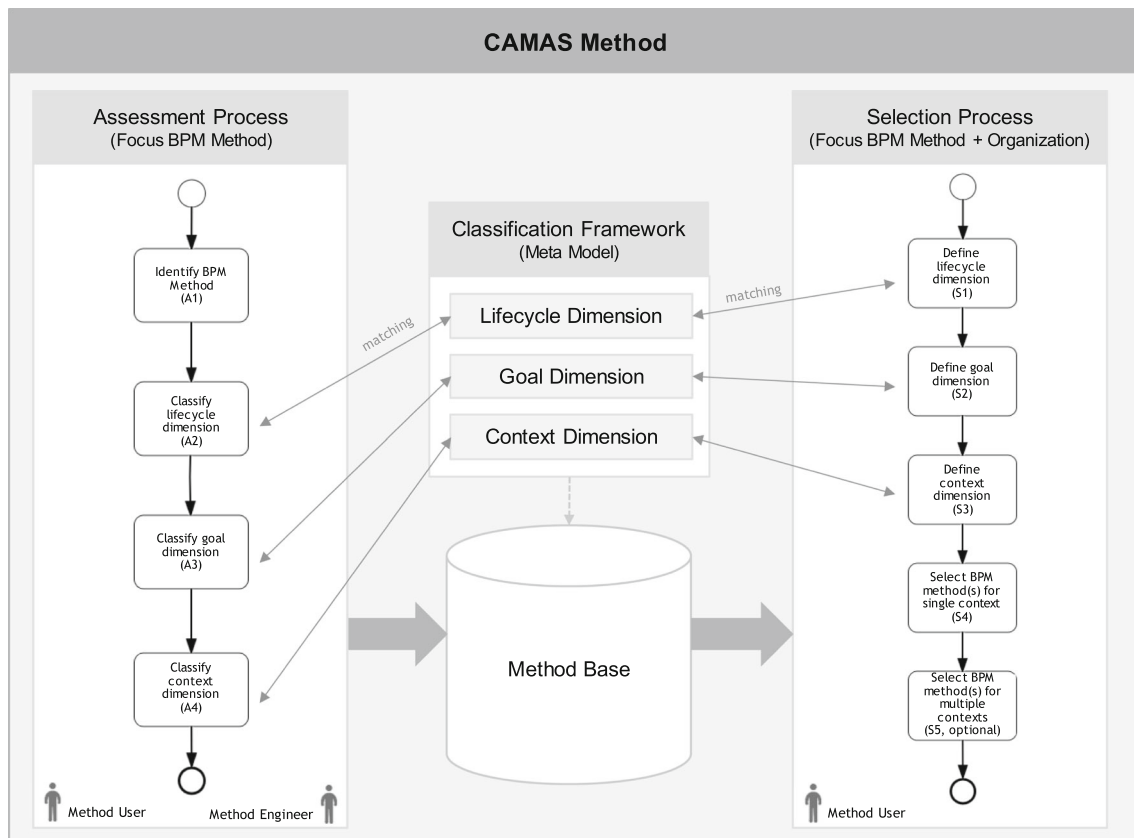 CAMAS Method
Assessment Process
(Focus BPM Method)
Identify BPM
Method
(A1)
Classify
lifecycle
dimension
(A2)
Classify goal
dimension
(A3)
Classify
context
dimension
(A4)
Method User
Method Engineer
matching
Classification Framework
(Meta Model)
Lifecycle Dimension
Goal Dimension
Context Dimension
Method Base
matching
Selection Process
(Focus BPM Method + Organization)
Define
lifecycle
dimension
(S1)
Define goal
dimension
(S2)
Define
context
dimension
(S3)
Select BPM
method(s) for
single context
(S4)
Select BPM
method(s) for
multiple
contexts
(S5, optional)
Method User